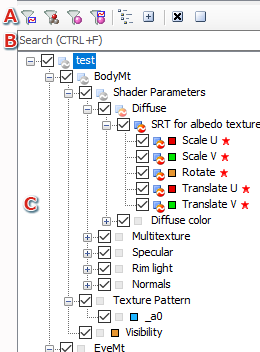 A
B
Search (CTRL+F)
test
BodyMt
Shader Parameters
Diffuse
SRT for albedo texture
Scale U
Scale V
Rotate
Translate U
Translate V
C
Diffuse color
Multitexture
Specular
Rim light
Normals
Texture Pattern
_a0
Visibility
EyeMt